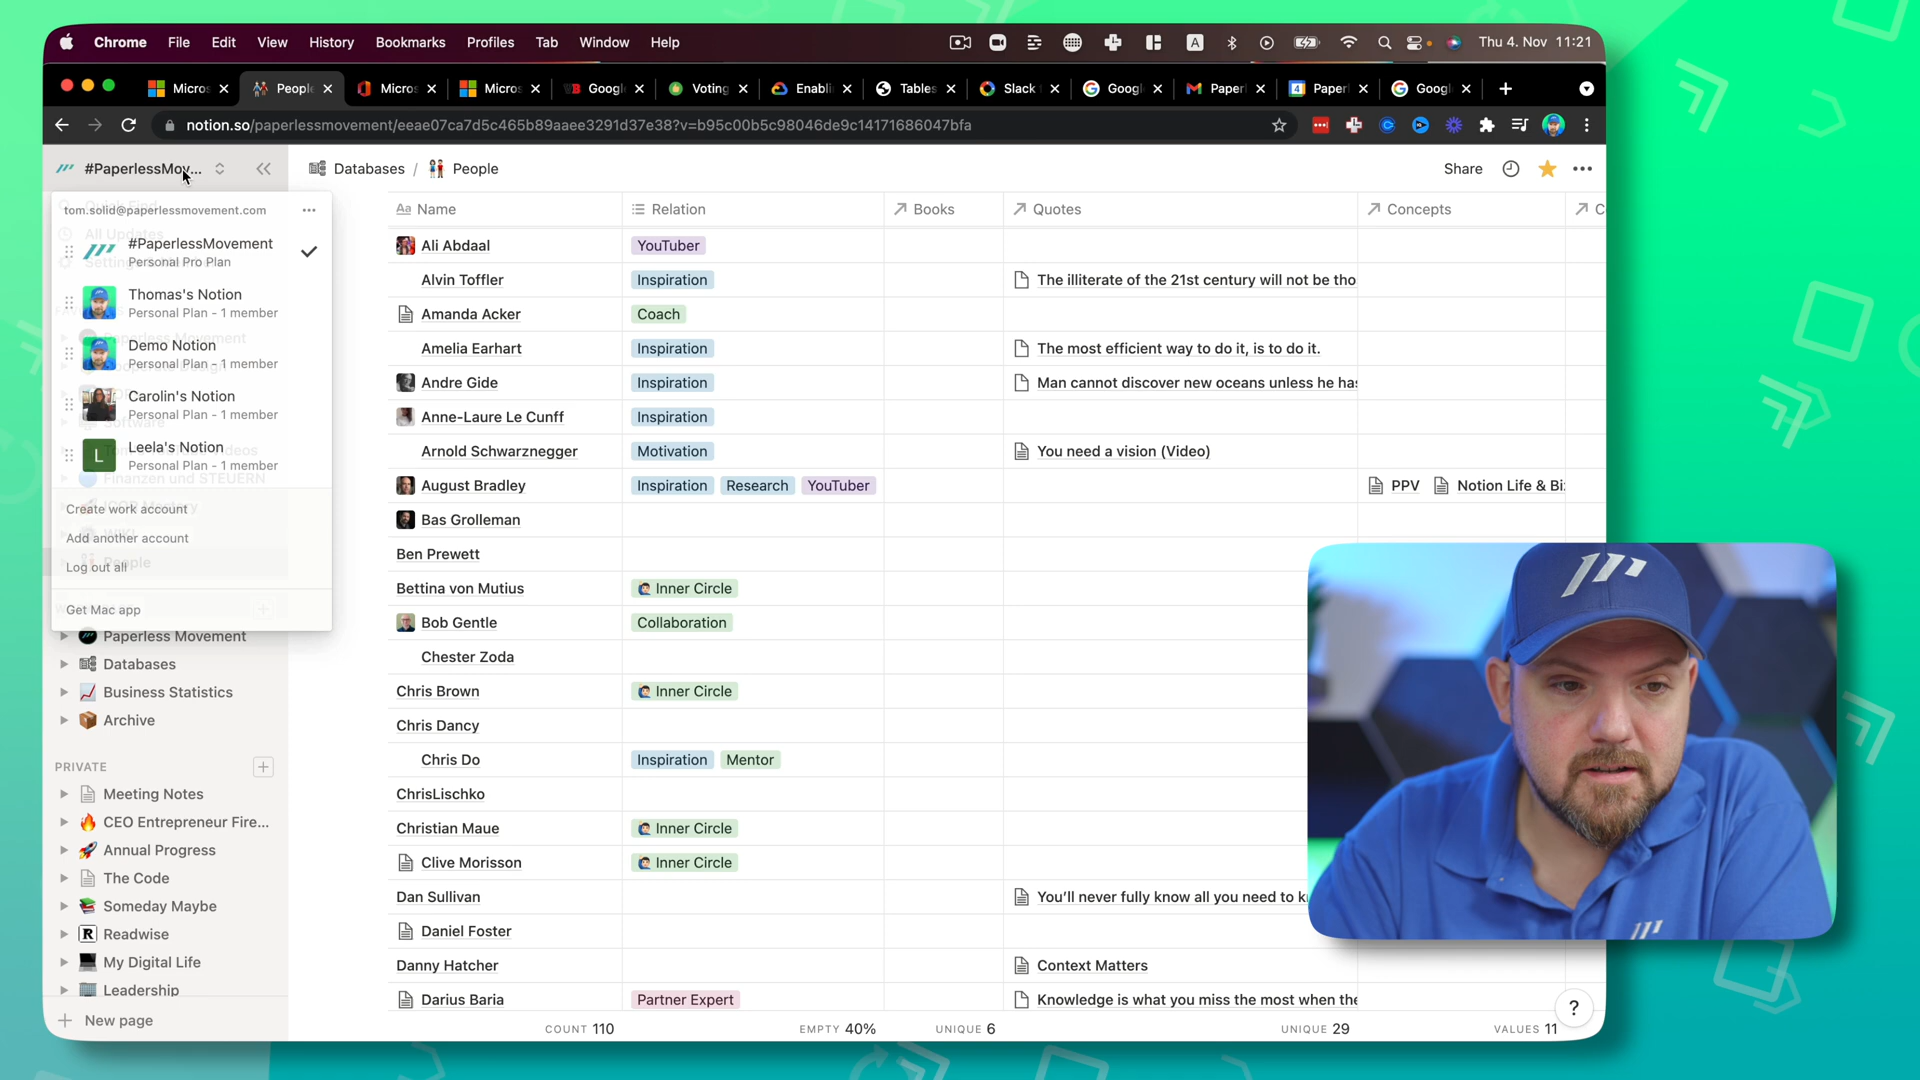 Chrome File Edit View History Bookmarks Profiles Tab Window Help
A
Thu 4. Nov 11:21
Micros People Micros Micros Google Voting Enabli Tables Slack Google Paper Paper Google
notion.so/paperlessmovement/eeae07ca7d5c465b89aaee3291d37e38?v=b95c00b5c98046de9c14171686047bfa
#PaperlessMov...
Databases / People
Share
tom.solid@paperlessmovement.com
#PaperlessMovement
Personal Pro Plan
Thomas's Notion
Personal Plan - 1 member
Demo Notion
Personal Plan - 1 member
Carolin's Notion
Personal Plan - 1 member
L
Leela's Notion
Personal Plan - 1 member
Finanzen und STEUERN
Create work account
Add another account
Log out all
Get Mac app
Paperless Movement
Databases
Business Statistics
Archive
PRIVATE
Meeting Notes
CEO Entrepreneur Fire...
Annual Progress
The Code
Someday Maybe
R Readwise
My Digital Life
Leadership
New page
Aa Name Relation Books Quotes Concepts C
Ali Abdaal YouTuber
Alvin Toffler Inspiration The illiterate of the 21st century will not be tho
Amanda Acker Coach
Amelia Earhart Inspiration The most efficient way to do it, is to do it.
Andre Gide Inspiration Man cannot discover new oceans unless he has
Anne-Laure Le Cunff Inspiration
Arnold Schwarznegger Motivation You need a vision (Video)
August Bradley Inspiration Research YouTuber PPV Notion Life & Bi
Bas Grolleman
Ben Prewett
Bettina von Mutius Inner Circle
Bob Gentle Collaboration
Chester Zoda
Chris Brown Inner Circle
Chris Dancy
Chris Do Inspiration Mentor
ChrisLischko
Christian Maue Inner Circle
Clive Morisson Inner Circle
Dan Sullivan You'll never fully know all you need to k
Daniel Foster
Danny Hatcher Context Matters
Darius Baria Partner Expert Knowledge is what you miss the most when the
COUNT 110 EMPTY 40% UNIQUE 6 UNIQUE 29 VALUES 11
?